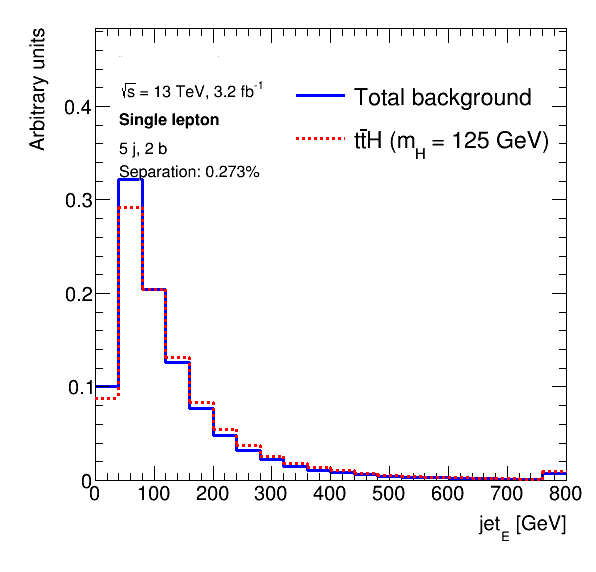 Arbitrary units
√s = 13 TeV, 3.2 fb⁻¹
Single lepton
5 j, 2 b
Separation: 0.273%
Total background
tt̄H (m_H = 125 GeV)
0.4
0.3
0.2
0.1
0
0 100 200 300 400 500 600 700 800
jet_E [GeV]